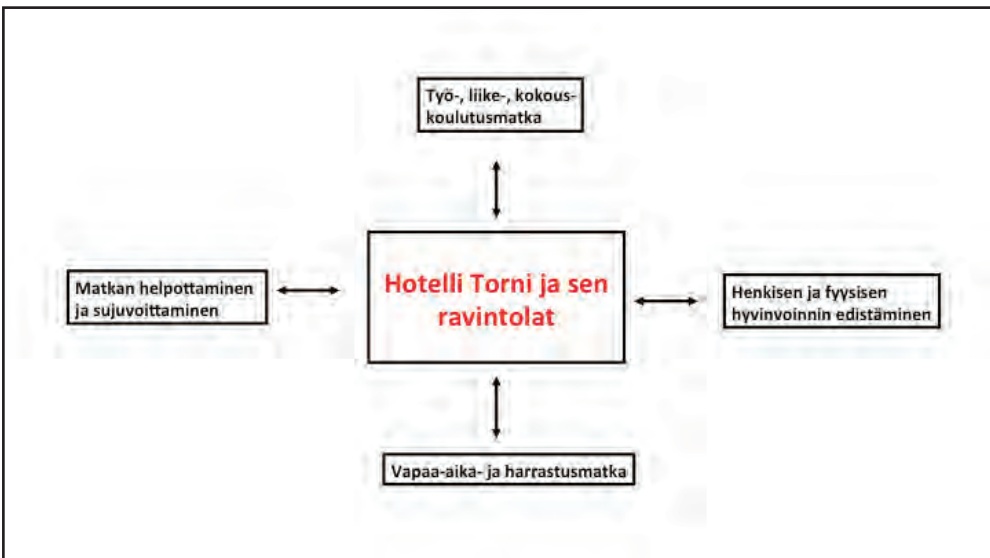 Työ-, liike-, kokous-
koulutusmatka
Hotelli Torni ja sen
ravintolat
Matkan helpottaminen
ja sujuvoittaminen
Henkisen ja fyysisen
hyvinvoinnin edistäminen
Vapaa-aika- ja harrastusmatka